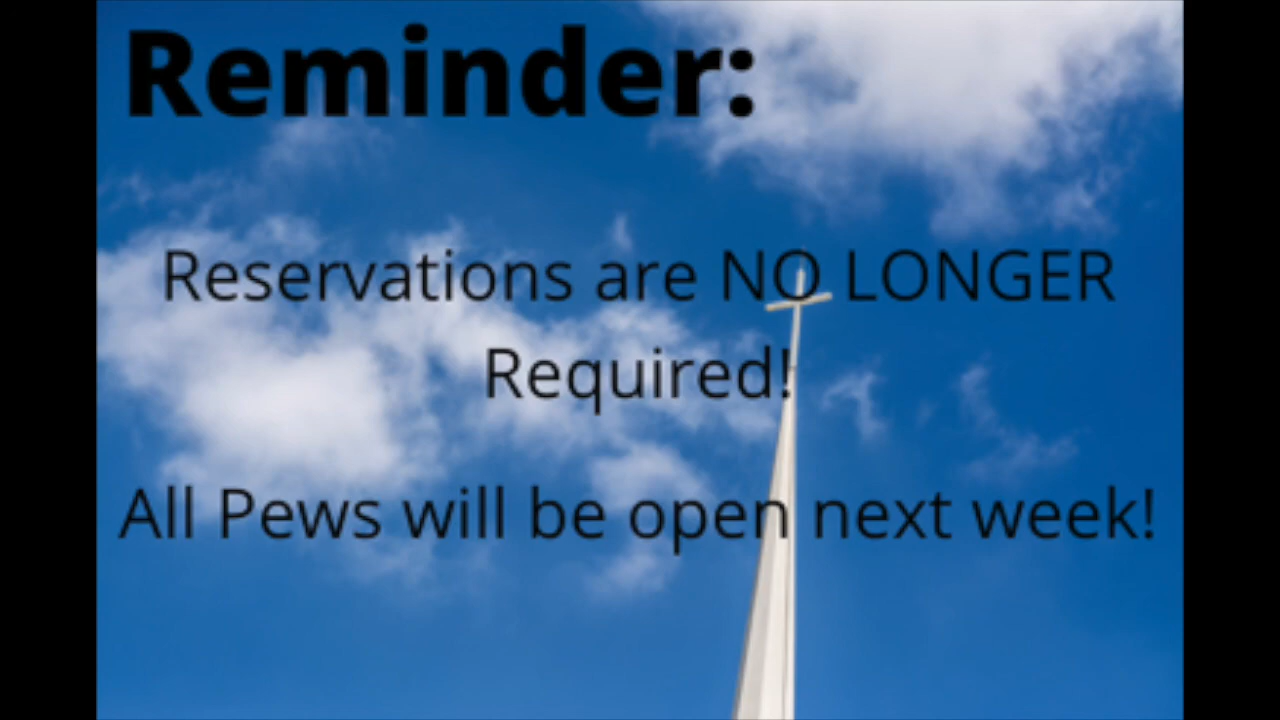 Reminder:
Reservations are NO LONGER
Required!
All Pews will be open next week!